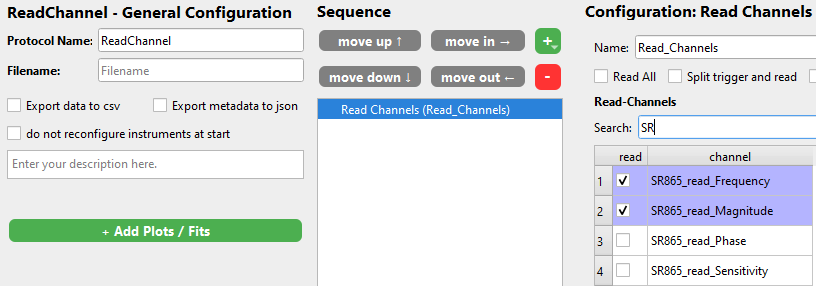 ReadChannel - General Configuration
Protocol Name: ReadChannel
Filename: Filename
Export data to csv Export metadata to json
do not reconfigure instruments at start
Enter your description here.
+ Add Plots / Fits
Sequence
move up ↑ move in → +
move down ↓ move out ← -
Read Channels (Read_Channels)
Configuration: Read Channels
Name: Read_Channels
Read All Split trigger and read
Read-Channels
Search: SR
read channel
1 SR865_read_Frequency
2 SR865_read_Magnitude
3 SR865_read_Phase
4 SR865_read_Sensitivity